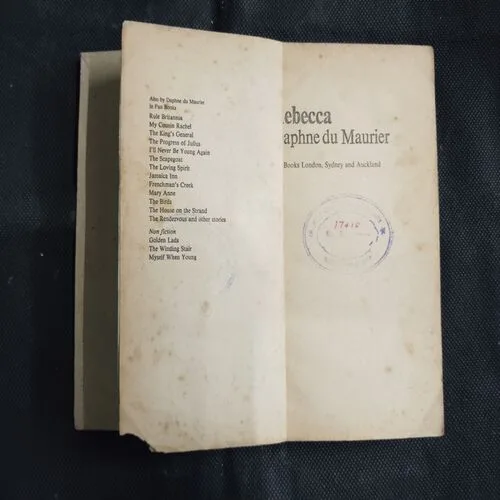 Also by Daphne du Maurier
In Pan Books
Rule Britannia
My Cousin Rachel
The King's General
The Progress of Julius
I'll Never Be Young Again
The Scapegoat
The Loving Spirit
Jamaica Inn
Frenchman's Creek
Mary Anne
The Birds
The House on the Strand
The Rendezvous and other stories
Non fiction
Golden Lads
The Winding Stair
Myself When Young
ebecca
aphne du Maurier
Books London, Sydney and Auckland